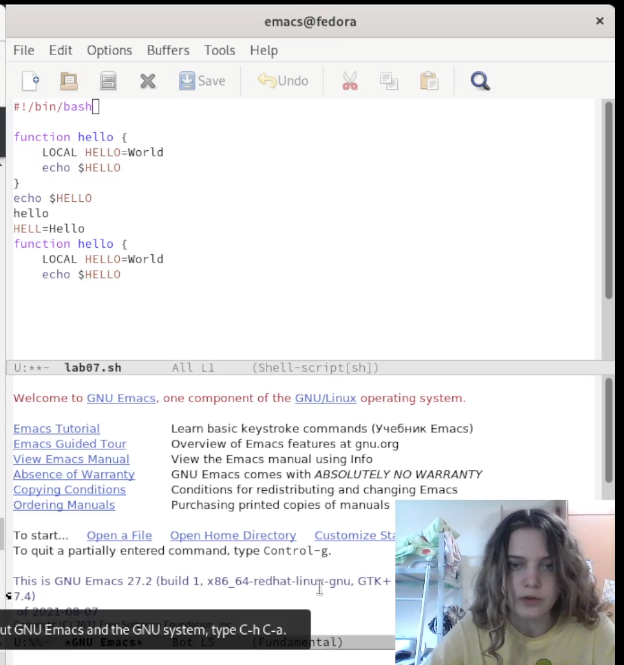 emacs@fedora ×
File Edit Options Buffers Tools Help
Save Undo
#!/bin/bash
function hello {
LOCAL HELLO=World
echo $HELLO
}
echo $HELLO
hello
HELL=Hello
function hello {
LOCAL HELLO=World
echo $HELLO
U:**- lab07.sh All L1 (Shell-script[sh])
Welcome to GNU Emacs, one component of the GNU/Linux operating system.
Emacs Tutorial Learn basic keystroke commands (Учебник Emacs)
Emacs Guided Tour Overview of Emacs features at gnu.org
View Emacs Manual View the Emacs manual using Info
Absence of Warranty GNU Emacs comes with ABSOLUTELY NO WARRANTY
Copying Conditions Conditions for redistributing and changing Emacs
Ordering Manuals Purchasing printed copies of manuals
To start... Open a File Open Home Directory Customize Sta
To quit a partially entered command, type Control-g.
This is GNU Emacs 27.2 (build 1, x86_64-redhat-linux-gnu, GTK+
7.4)
of 2021-08-07
ut GNU Emacs and the GNU system, type C-h C-a.
U:%%- *GNU Emacs* Bot L5 (Fundamental)